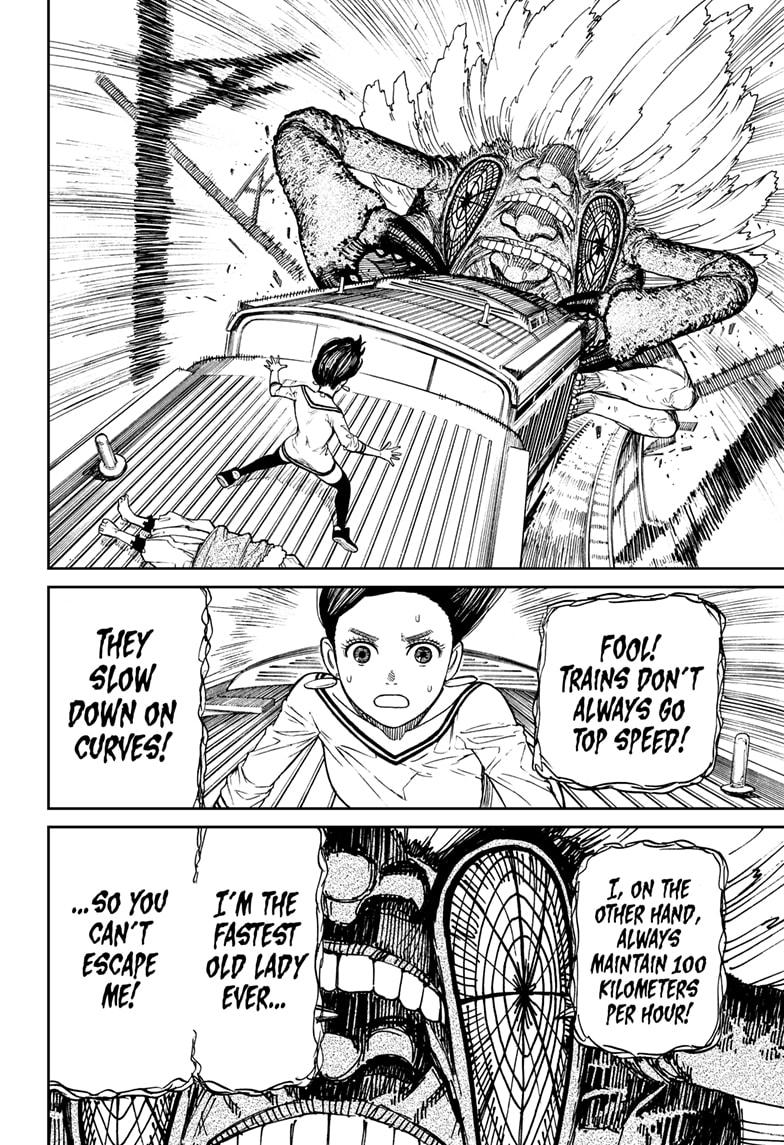 FOOL!
TRAINS DON'T
ALWAYS GO
TOP SPEED!
THEY
SLOW
DOWN ON
CURVES!
I, ON THE
OTHER HAND,
ALWAYS
MAINTAIN 100
KILOMETERS
PER HOUR!
I'M THE
FASTEST
OLD LADY
EVER...
...SO YOU
CAN'T
ESCAPE
ME!